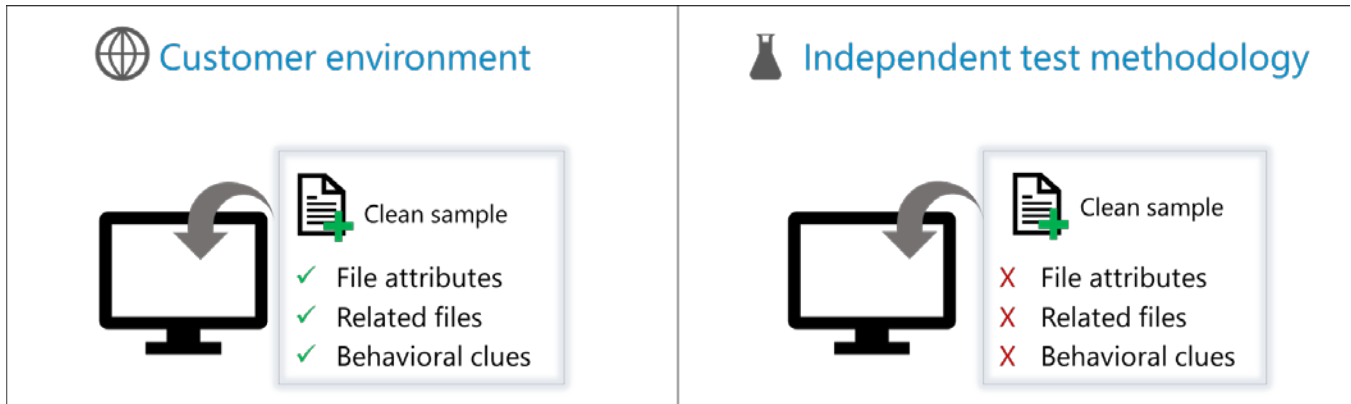 Customer environment
Clean sample
✓ File attributes
✓ Related files
✓ Behavioral clues
Independent test methodology
Clean sample
X File attributes
X Related files
X Behavioral clues